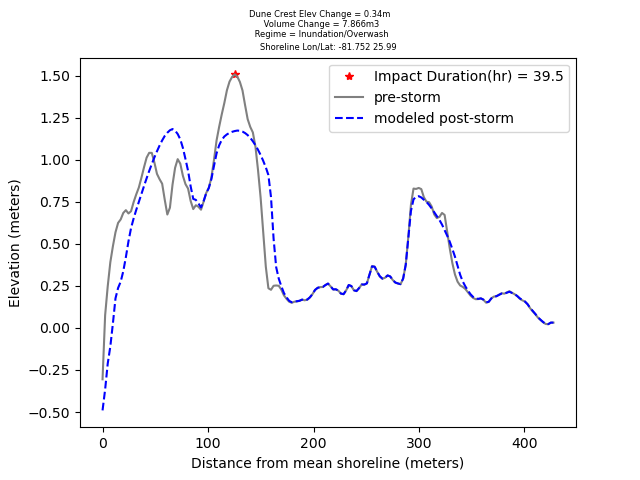 Dune Crest Elev Change = 0.34m
Volume Change = 7.866m3
Regime = Inundation/Overwash
Shoreline Lon/Lat: -81.752 25.99
Impact Duration(hr) = 39.5
pre-storm
modeled post-storm
Elevation (meters)
1.50
1.25
1.00
0.75
0.50
0.25
0.00
−0.25
−0.50
0 100 200 300 400
Distance from mean shoreline (meters)